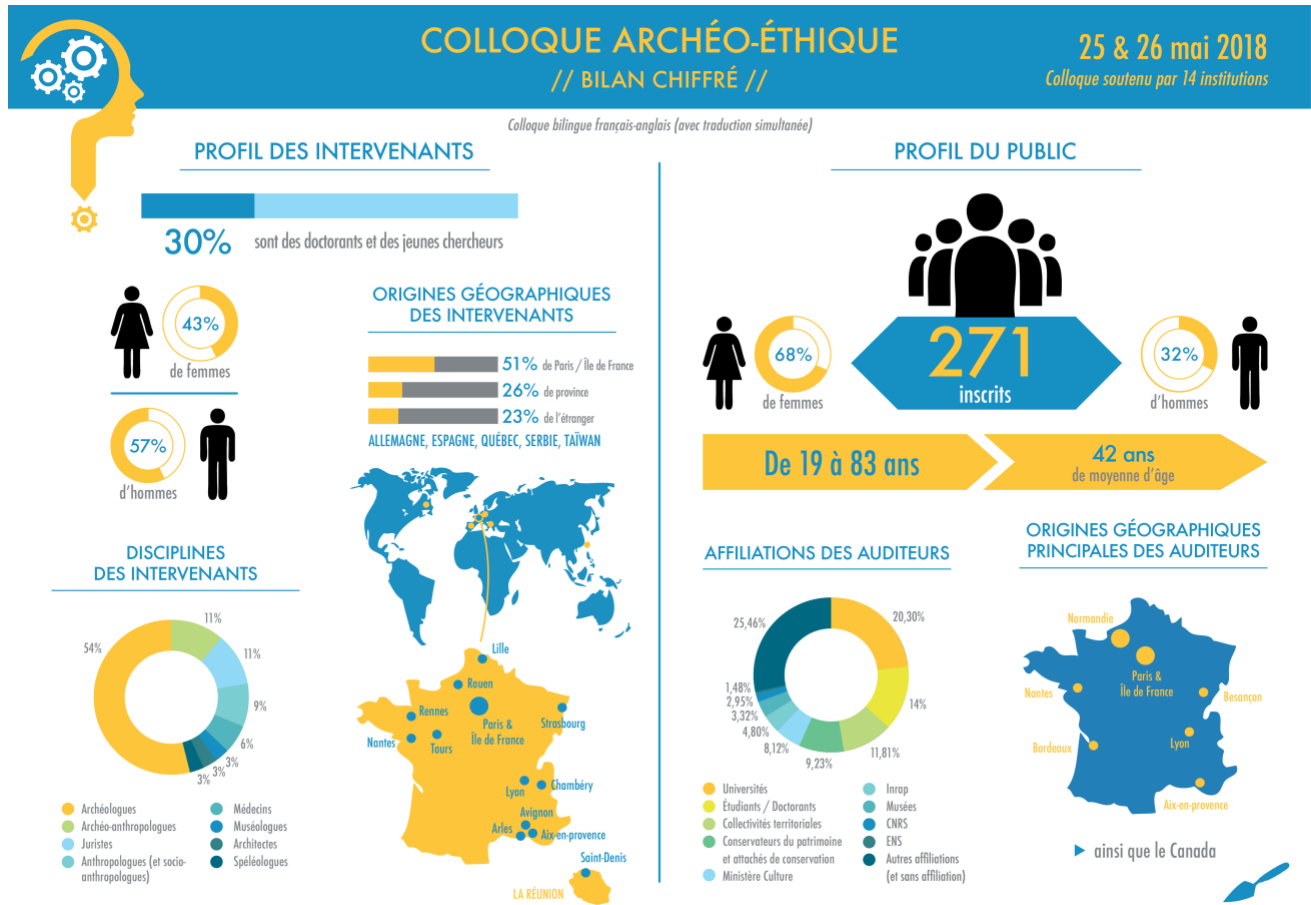 COLLOQUE ARCHÉO-ÉTHIQUE
// BILAN CHIFFRÉ //
25 & 26 mai 2018
Colloque soutenu par 14 institutions
Colloque bilingue français-anglais (avec traduction simultanée)
PROFIL DES INTERVENANTS
30% sont des doctorants et des jeunes chercheurs
43%
de femmes
57%
d'hommes
ORIGINES GÉOGRAPHIQUES
DES INTERVENANTS
51% de Paris / Île de France
26% de province
23% de l'étranger
ALLEMAGNE, ESPAGNE, QUÉBEC, SERBIE, TAÏWAN
DISCIPLINES
DES INTERVENANTS
54%
11%
11%
9%
6%
3%
3%
3%
Archéologues
Archéo-anthropologues
Juristes
Anthropologues (et socio-
anthropologues)
Médecins
Muséologues
Architectes
Spéléologues
Lille
Rouen
Rennes
Paris &
Île de France
Strasbourg
Nantes
Tours
Lyon
Chambéry
Avignon
Arles
Aix-en-provence
Saint-Denis
LA RÉUNION
PROFIL DU PUBLIC
271
inscrits
68%
de femmes
32%
d'hommes
De 19 à 83 ans
42 ans
de moyenne d'âge
AFFILIATIONS DES AUDITEURS
25,46%
20,30%
1,48%
2,95%
3,32%
4,80%
8,12%
9,23%
11,81%
14%
Universités
Étudiants / Doctorants
Collectivités territoriales
Conservateurs du patrimoine
et attachés de conservation
Ministère Culture
Inrap
Musées
CNRS
ENS
Autres affiliations
(et sans affiliation)
ORIGINES GÉOGRAPHIQUES
PRINCIPALES DES AUDITEURS
Normandie
Paris &
Île de France
Nantes
Besançon
Bordeaux
Lyon
Aix-en-provence
ainsi que le Canada